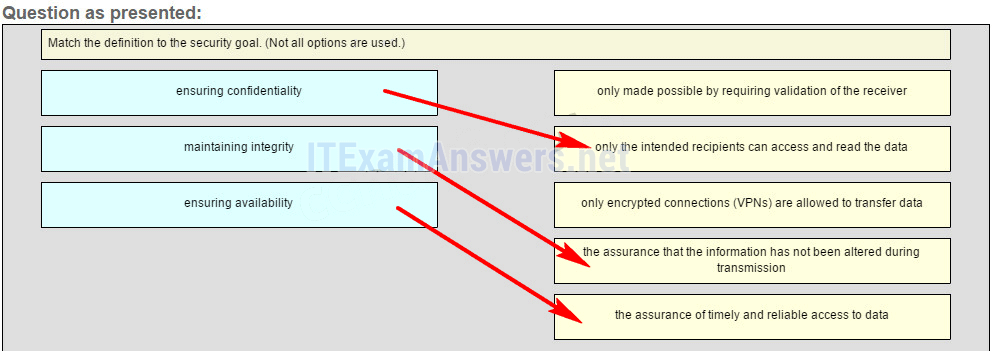 Question as presented:
Match the definition to the security goal. (Not all options are used.)
ensuring confidentiality
only made possible by requiring validation of the receiver
maintaining integrity
only the intended recipients can access and read the data
ITExamAnswers.net
ensuring availability
only encrypted connections (VPNs) are allowed to transfer data
the assurance that the information has not been altered during
transmission
the assurance of timely and reliable access to data